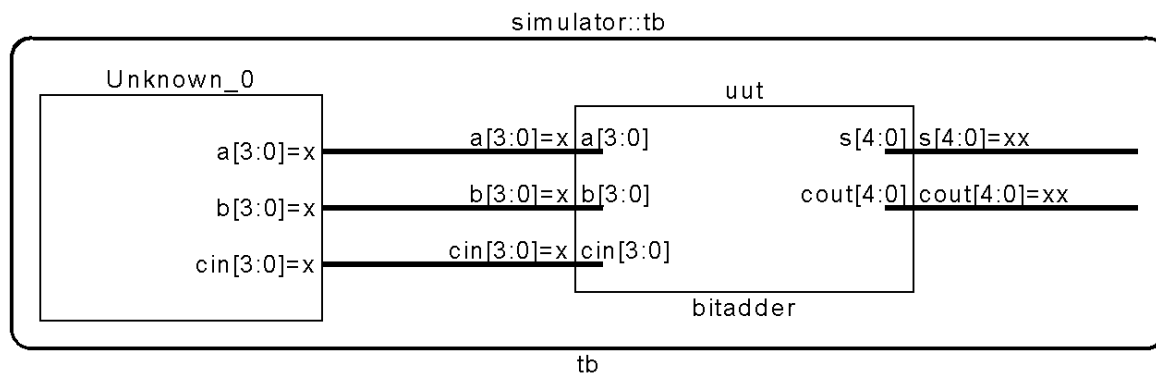 simulator::tb
Unknown_0
uut
a[3:0]=x a[3:0]=x a[3:0] s[4:0] s[4:0]=xx
b[3:0]=x b[3:0]=x b[3:0] cout[4:0] cout[4:0]=xx
cin[3:0]=x cin[3:0]=x cin[3:0]
bitadder
tb